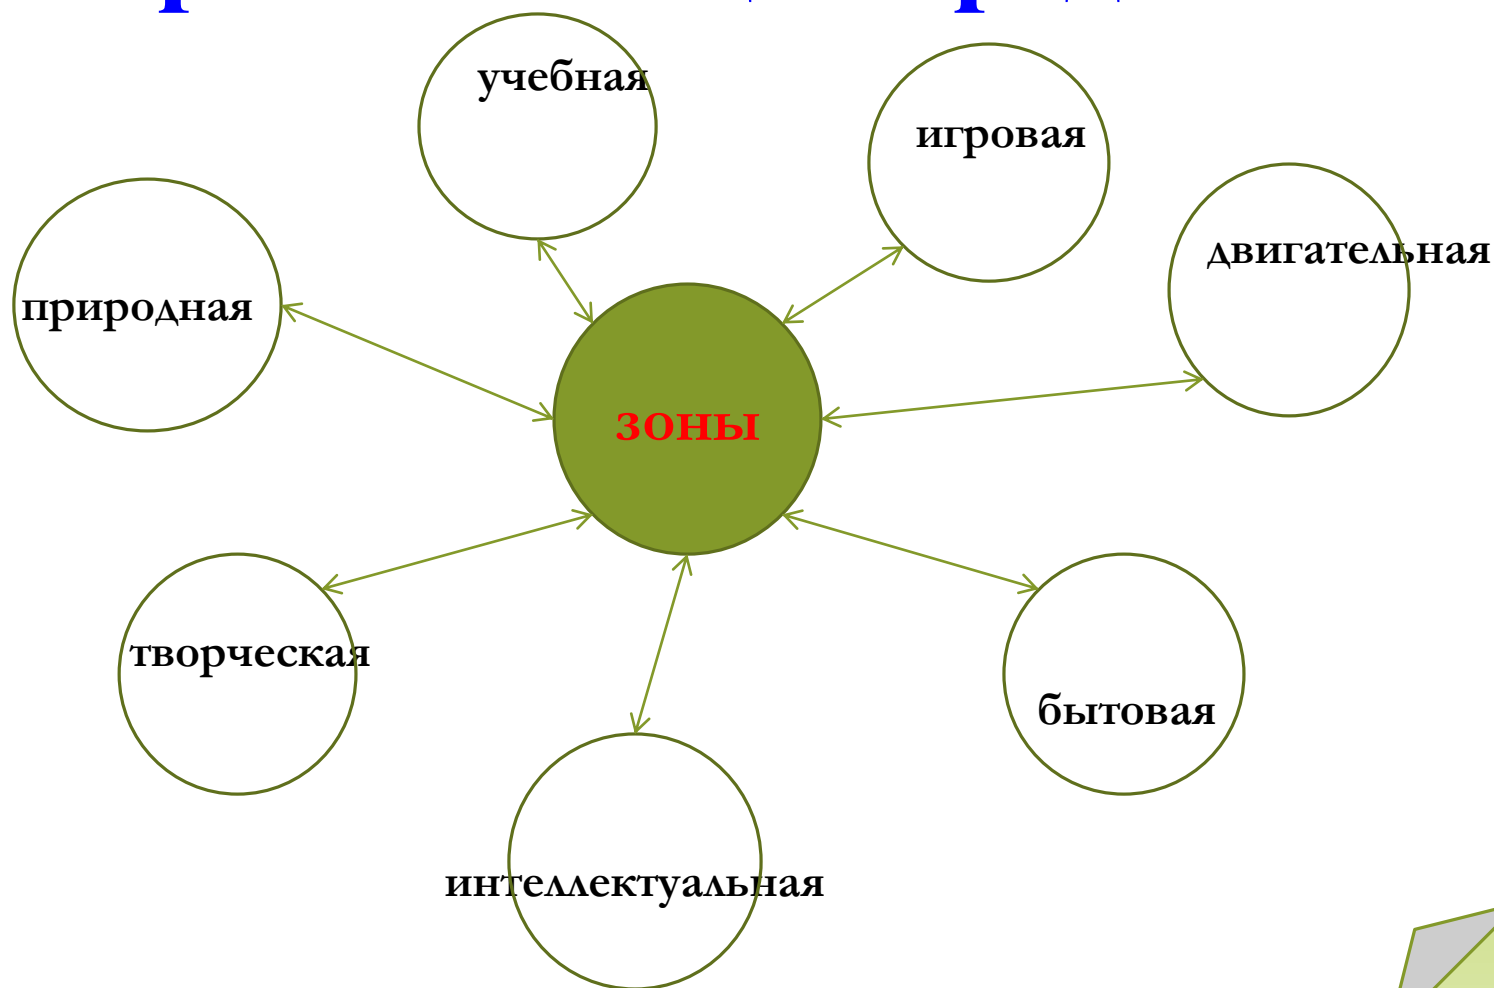 учебная
игровая
двигательная
природная
зоны
творческая
бытовая
интеллектуальная